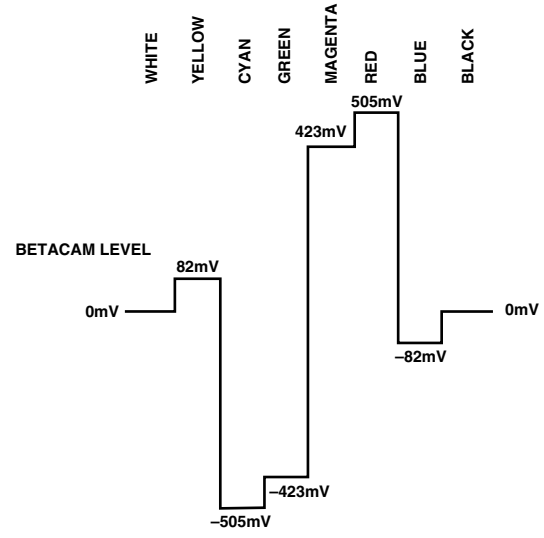 WHITE
YELLOW
CYAN
GREEN
MAGENTA
RED
BLUE
BLACK
505mV
423mV
BETACAM LEVEL
82mV
0mV
0mV
–82mV
–423mV
–505mV